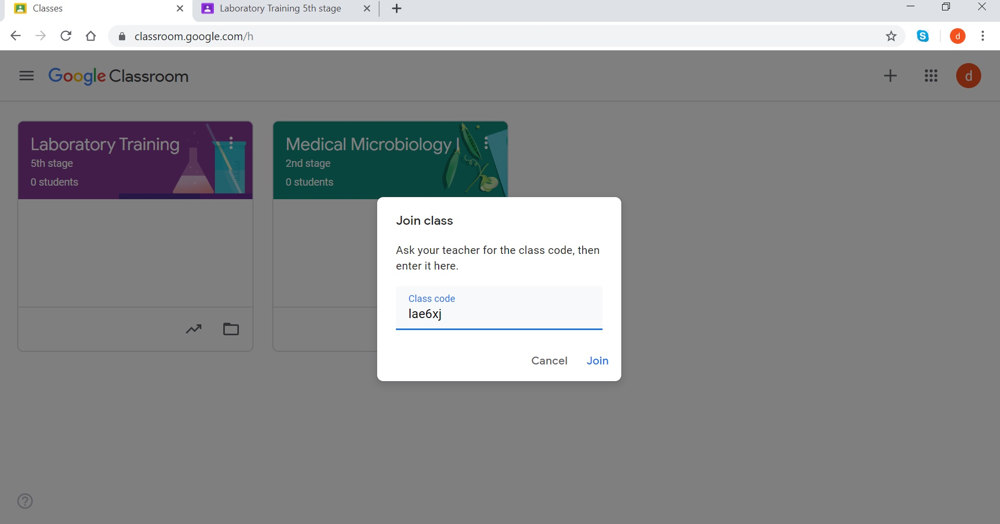 Classes
Laboratory Training 5th stage
classroom.google.com/h
S
d
Google Classroom
d
Laboratory Training
5th stage
0 students
Medical Microbiology I
2nd stage
0 students
Join class
Ask your teacher for the class code, then
enter it here.
Class code
lae6xj
Cancel
Join
?